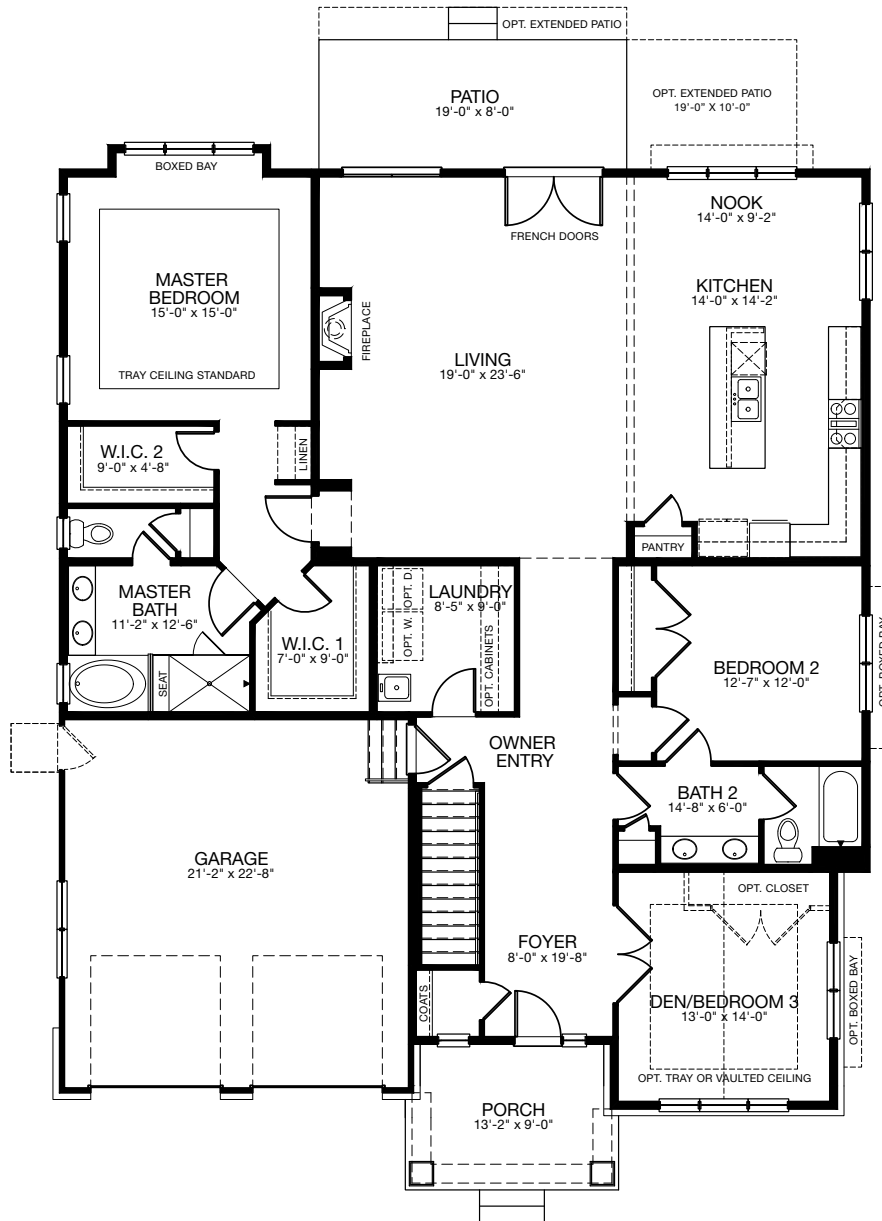 OPT. EXTENDED PATIO
PATIO
19'-0" x 8'-0"
OPT. EXTENDED PATIO
19'-0" X 10'-0"
BOXED BAY
NOOK
14'-0" x 9'-2"
FRENCH DOORS
MASTER
BEDROOM
15'-0" x 15'-0"
KITCHEN
14'-0" x 14'-2"
FIREPLACE
LIVING
19'-0" x 23'-6"
TRAY CEILING STANDARD
W.I.C. 2
9'-0" x 4'-8"
LINEN
PANTRY
MASTER
BATH
11'-2" x 12'-6"
OPT. W.
OPT. D.
LAUNDRY
8'-5" x 9'-0"
OPT. CABINETS
W.I.C. 1
7'-0" x 9'-0"
SEAT
BEDROOM 2
12'-7" x 12'-0"
OPT. BOXED BAY
OWNER
ENTRY
BATH 2
14'-8" x 6'-0"
GARAGE
21'-2" x 22'-8"
OPT. CLOSET
FOYER
8'-0" x 19'-8"
COATS
DEN/BEDROOM 3
13'-0" x 14'-0"
OPT. BOXED BAY
OPT. TRAY OR VAULTED CEILING
PORCH
13'-2" x 9'-0"